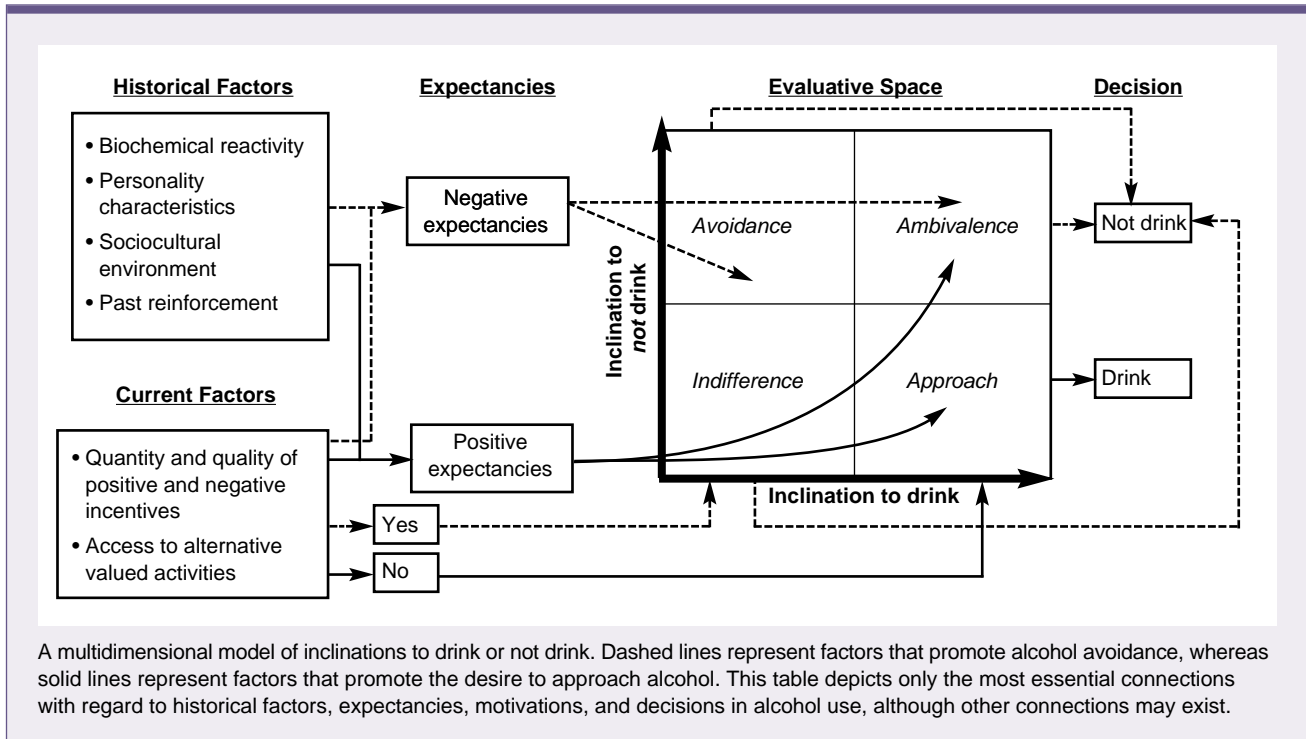 Historical Factors
Expectancies
Evaluative Space
Decision
• Biochemical reactivity
• Personality
characteristics
• Sociocultural
environment
• Past reinforcement
Current Factors
• Quantity and quality of
positive and negative
incentives
• Access to alternative
valued activities
Negative
expectancies
Positive
expectancies
Yes
No
Inclination to
not drink
Avoidance
Ambivalence
Indifference
Approach
Inclination to drink
Not drink
Drink
A multidimensional model of inclinations to drink or not drink. Dashed lines represent factors that promote alcohol avoidance, whereas
solid lines represent factors that promote the desire to approach alcohol. This table depicts only the most essential connections
with regard to historical factors, expectancies, motivations, and decisions in alcohol use, although other connections may exist.